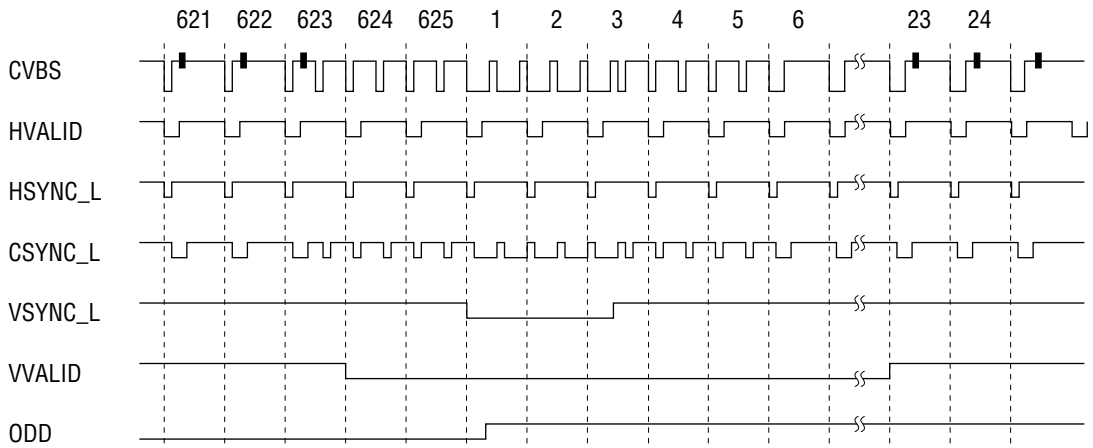 621 622 623 624 625 1 2 3 4 5 6 23 24
CVBS
HVALID
HSYNC_L
CSYNC_L
VSYNC_L
VVALID
ODD